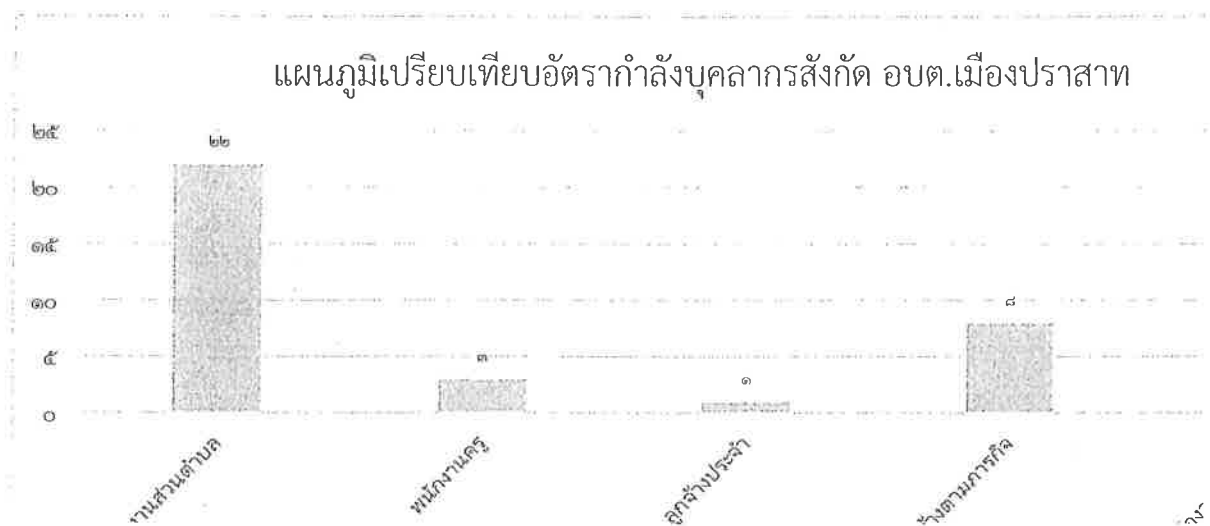 แผนภูมิเปรียบเทียบอัตรากำลังบุคลากรสังกัด อบต.เมืองปราสาท
๒๕
๒๒
๒๐
๑๕
๑๐
๘
๕
๓
๑
๐
านส่วนตำบล
พนักงานครู
ลูกจ้างประจำ
จ้างตามภารกิจ